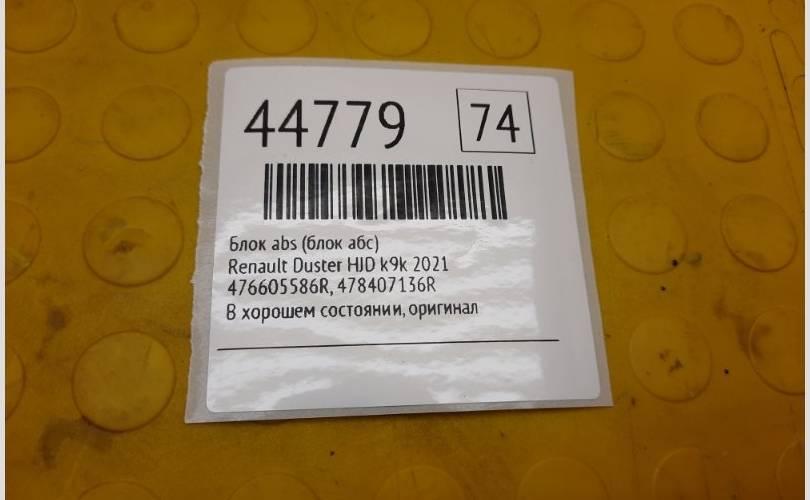 44779 74
Блок abs (блок абс)
Renault Duster HJD k9k 2021
476605586R, 478407136R
В хорошем состоянии, оригинал